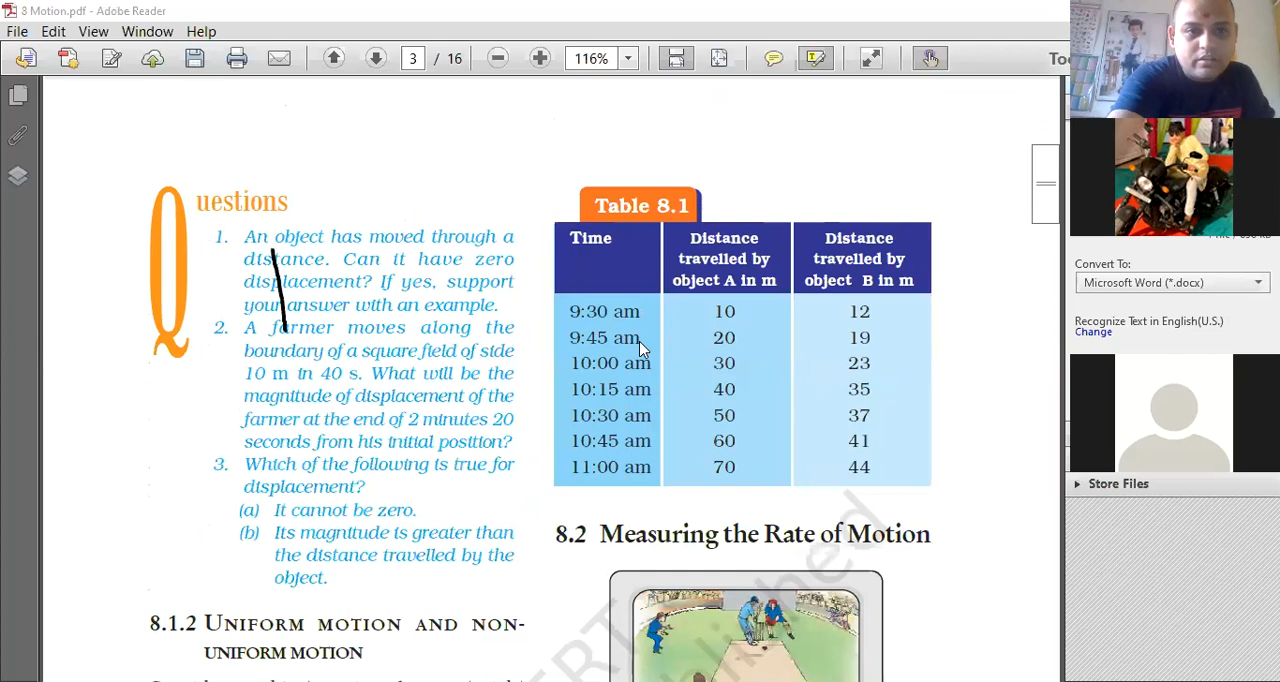 3 Motion.pdf - Adobe Reader
File Edit View Window Help
3 / 16 116%
Questions
1. An object has moved through a
distance. Can it have zero
displacement? If yes, support
your answer with an example.
2. A farmer moves along the
boundary of a square field of side
10 m in 40 s. What will be the
magnitude of displacement of the
farmer at the end of 2 minutes 20
seconds from his initial position?
3. Which of the following is true for
displacement?
(a) It cannot be zero.
(b) Its magnitude is greater than
the distance travelled by the
object.
8.1.2 UNIFORM MOTION AND NON-
UNIFORM MOTION
Table 8.1
Time Distance travelled by object A in m Distance travelled by object B in m
9:30 am 10 12
9:45 am 20 19
10:00 am 30 23
10:15 am 40 35
10:30 am 50 37
10:45 am 60 41
11:00 am 70 44
8.2 Measuring the Rate of Motion
Convert To:
Microsoft Word (*.docx)
Recognize Text in English(U.S.)
Change
Store Files